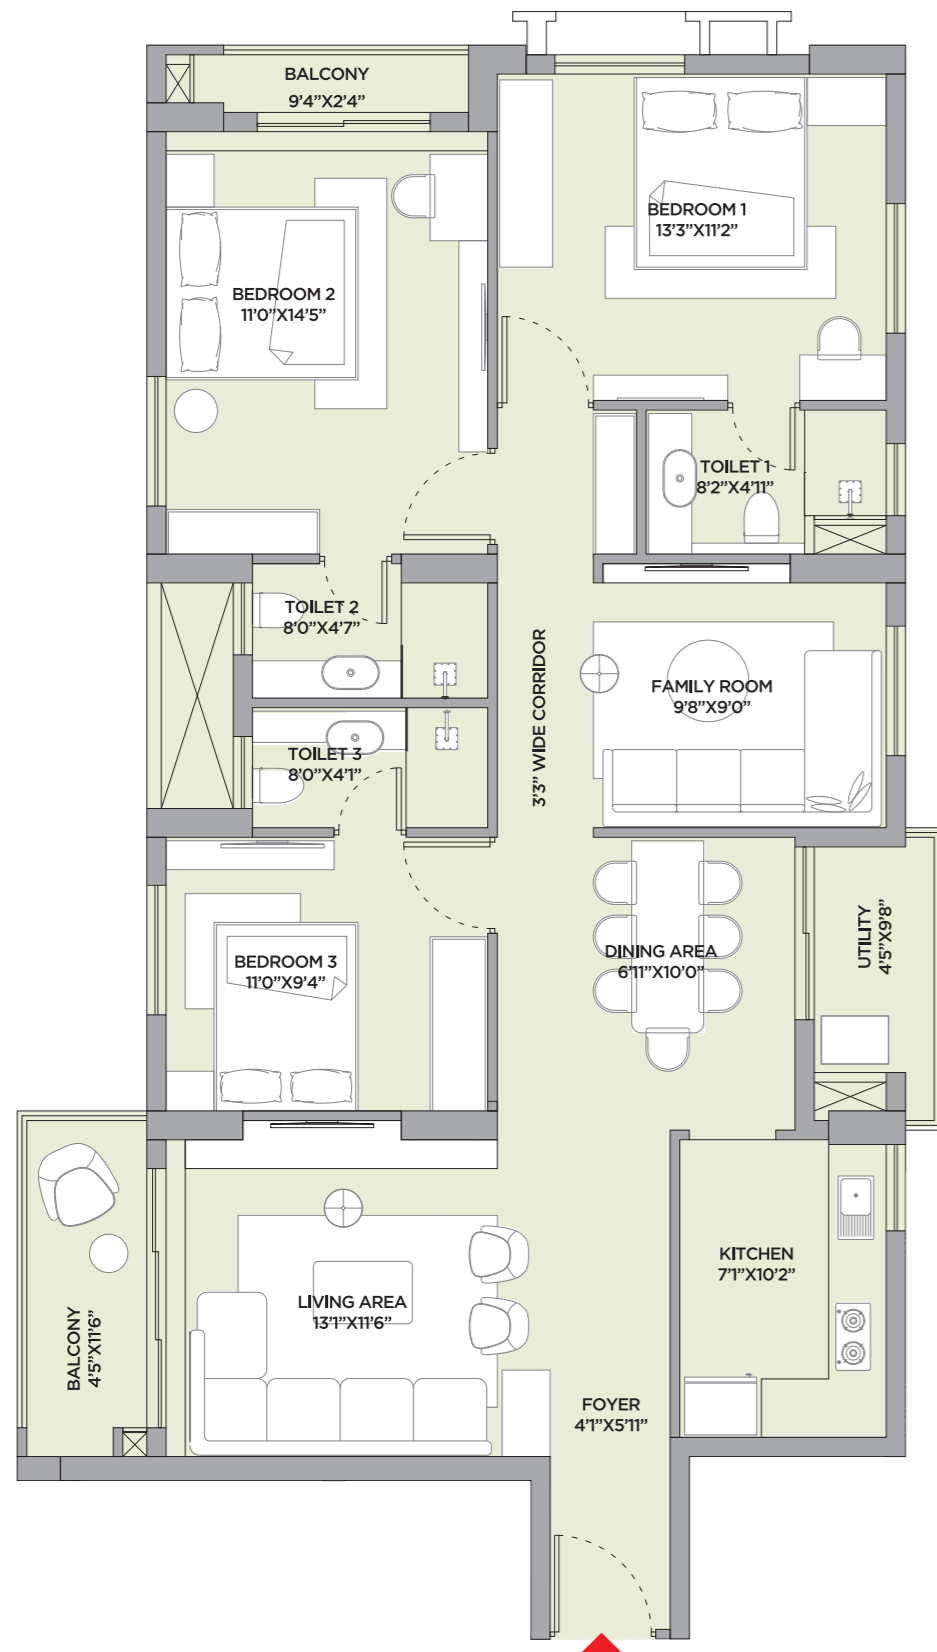 BALCONY
9'4"X2'4"
BEDROOM 1
13'3"X11'2"
BEDROOM 2
11'0"X14'5"
TOILET 1
8'2"X4'11"
TOILET 2
8'0"X4'7"
3'3" WIDE CORRIDOR
FAMILY ROOM
9'8"X9'0"
TOILET 3
8'0"X4'1"
BEDROOM 3
11'0"X9'4"
DINING AREA
6'11"X10'0"
UTILITY
4'5"X9'8"
KITCHEN
7'1"X10'2"
LIVING AREA
13'1"X11'6"
BALCONY
4'5"X11'6"
FOYER
4'1"X5'11"